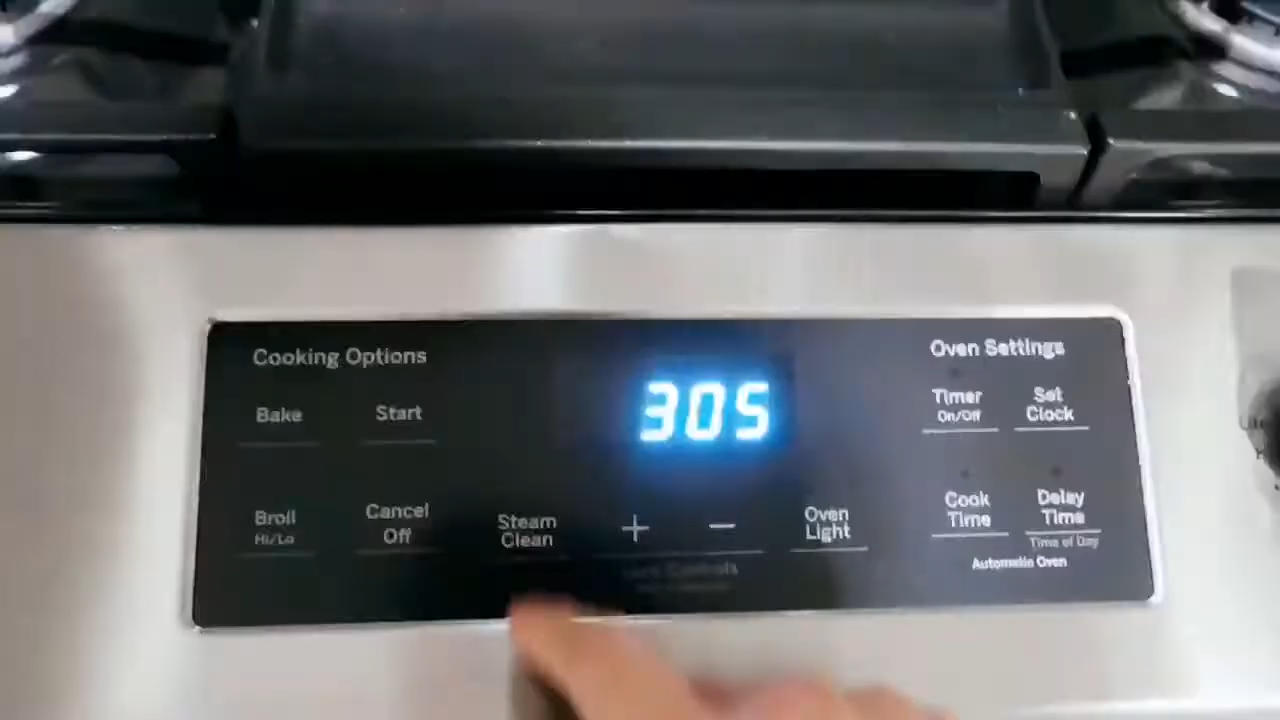 Cooking Options
Bake
Start
Broil
Hi/Lo
Cancel
Off
Steam
Clean
305
+ −
Controls
Oven
Light
Oven Settings
Timer
On/Off
Set
Clock
Cook
Time
Delay
Time
Time of Day
Automatic Oven